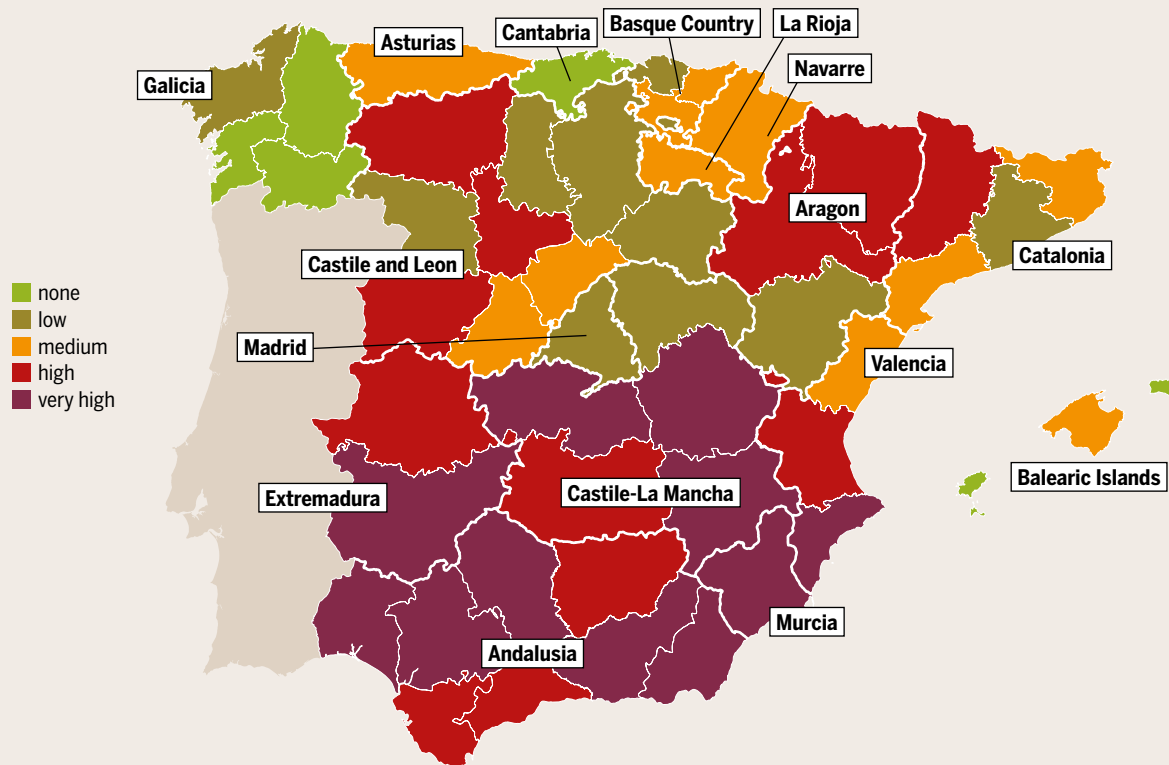 Basque Country
La Rioja
Cantabria
Asturias
Navarre
Galicia
Aragon
Castile and Leon
Catalonia
none
low
medium
high
very high
Madrid
Valencia
Balearic Islands
Extremadura
Castile-La Mancha
Murcia
Andalusia